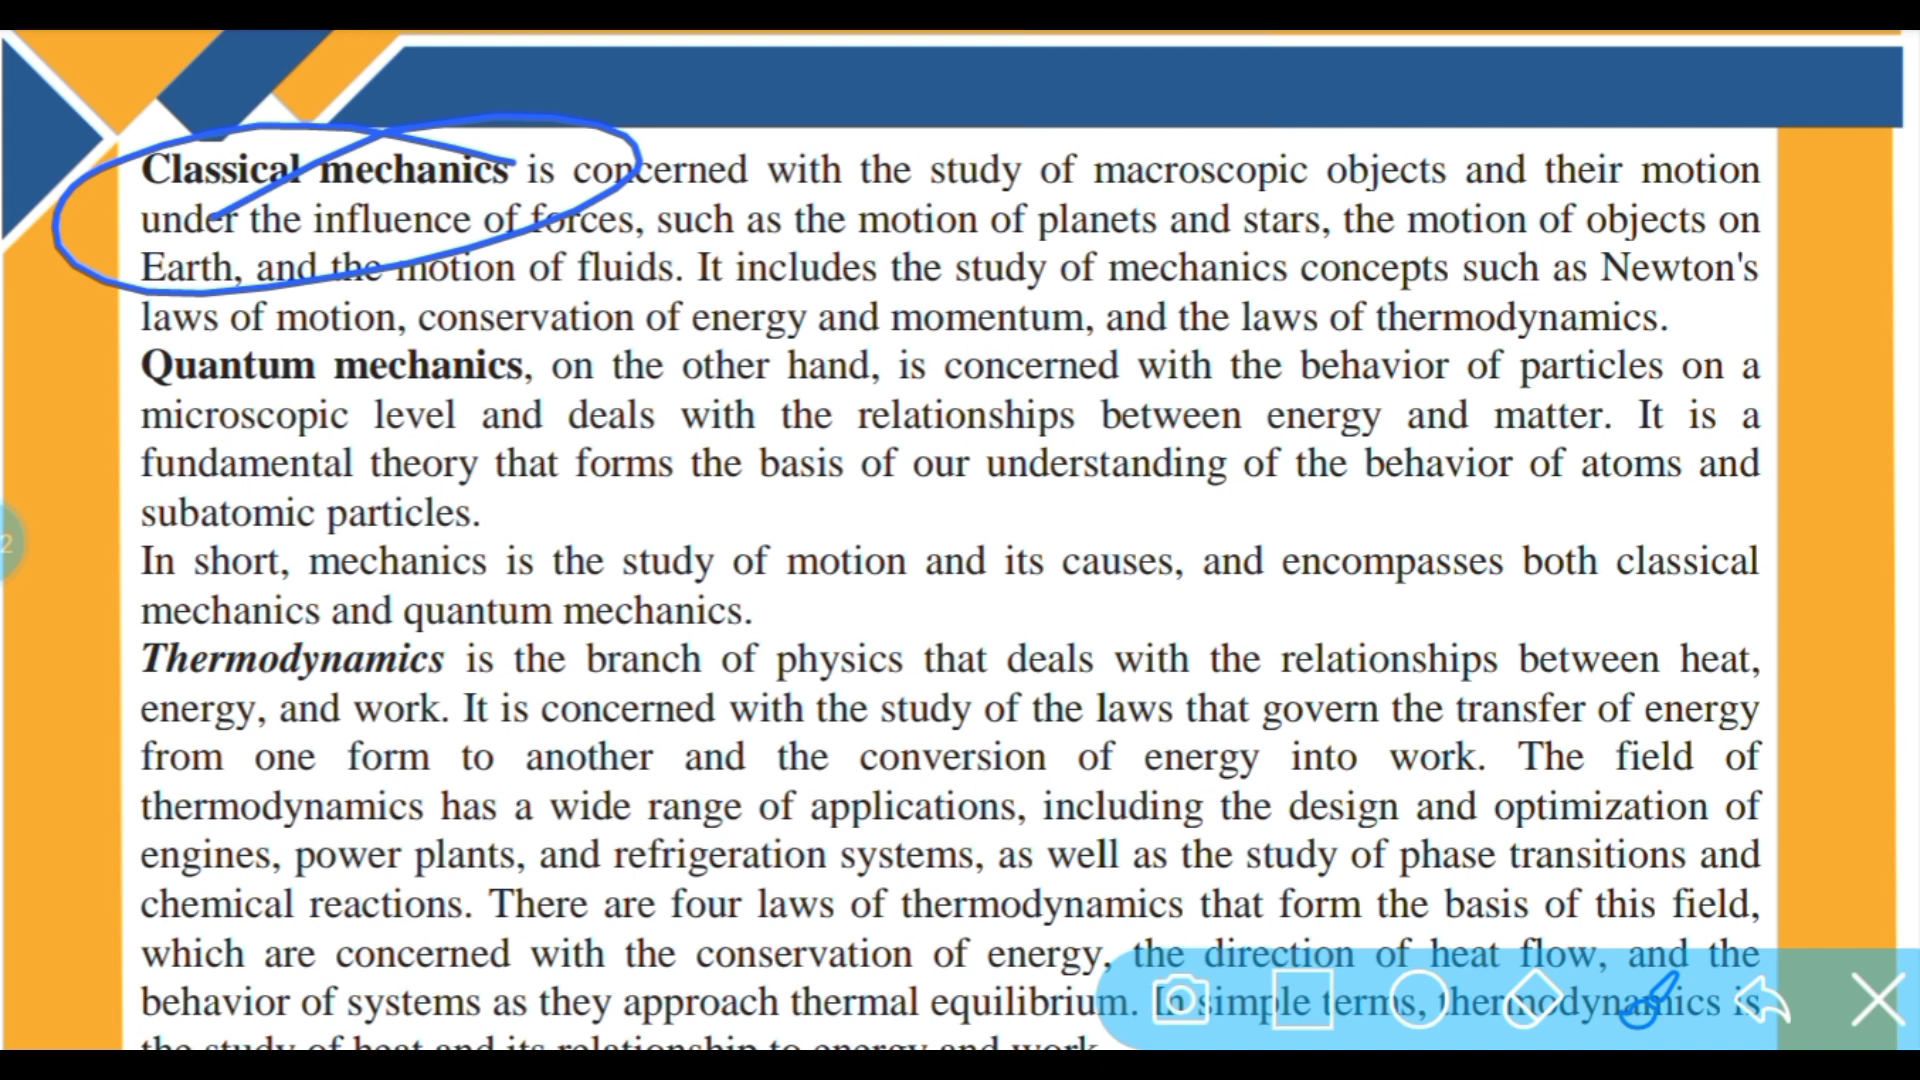 Classical mechanics is concerned with the study of macroscopic objects and their motion
under the influence of forces, such as the motion of planets and stars, the motion of objects on
Earth, and the motion of fluids. It includes the study of mechanics concepts such as Newton's
laws of motion, conservation of energy and momentum, and the laws of thermodynamics.
Quantum mechanics, on the other hand, is concerned with the behavior of particles on a
microscopic level and deals with the relationships between energy and matter. It is a
fundamental theory that forms the basis of our understanding of the behavior of atoms and
subatomic particles.
In short, mechanics is the study of motion and its causes, and encompasses both classical
mechanics and quantum mechanics.
Thermodynamics is the branch of physics that deals with the relationships between heat,
energy, and work. It is concerned with the study of the laws that govern the transfer of energy
from one form to another and the conversion of energy into work. The field of
thermodynamics has a wide range of applications, including the design and optimization of
engines, power plants, and refrigeration systems, as well as the study of phase transitions and
chemical reactions. There are four laws of thermodynamics that form the basis of this field,
which are concerned with the conservation of energy, the direction of heat flow, and the
behavior of systems as they approach thermal equilibrium. In simple terms, thermodynamics is
the study of heat and its relationship to energy and work.
2